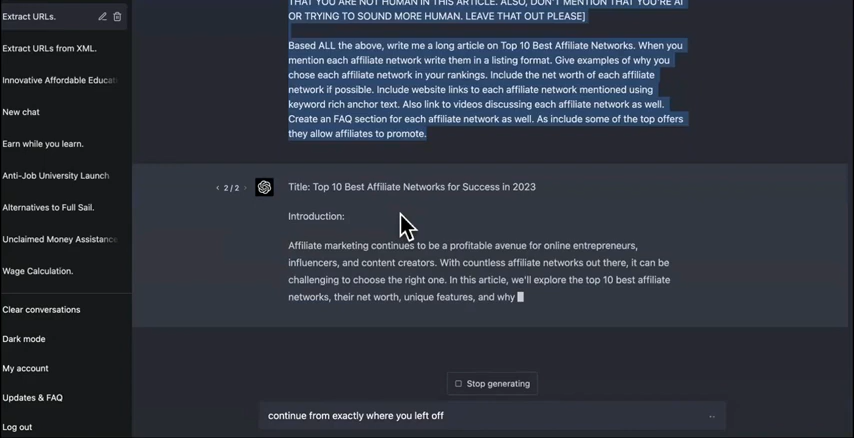 Extract URLs.
Extract URLs from XML.
Innovative Affordable Educat
New chat
Earn while you learn.
Anti-Job University Launch
Alternatives to Full Sail.
Unclaimed Money Assistance
Wage Calculation.
Clear conversations
Dark mode
My account
Updates & FAQ
Log out
THAT YOU ARE NOT HUMAN IN THIS ARTICLE. ALSO, DON'T MENTION THAT YOU'RE AI
OR TRYING TO SOUND MORE HUMAN. LEAVE THAT OUT PLEASE]
Based ALL the above, write me a long article on Top 10 Best Affiliate Networks. When you
mention each affiliate network write them in a listing format. Give examples of why you
chose each affiliate network in your rankings. Include the net worth of each affiliate
network if possible. Include website links to each affiliate network mentioned using
keyword rich anchor text. Also link to videos discussing each affiliate network as well.
Create an FAQ section for each affiliate network as well. As include some of the top offers
they allow affiliates to promote.
< 2 / 2 >
Title: Top 10 Best Affiliate Networks for Success in 2023
Introduction:
Affiliate marketing continues to be a profitable avenue for online entrepreneurs,
influencers, and content creators. With countless affiliate networks out there, it can be
challenging to choose the right one. In this article, we'll explore the top 10 best affiliate
networks, their net worth, unique features, and why
Stop generating
continue from exactly where you left off